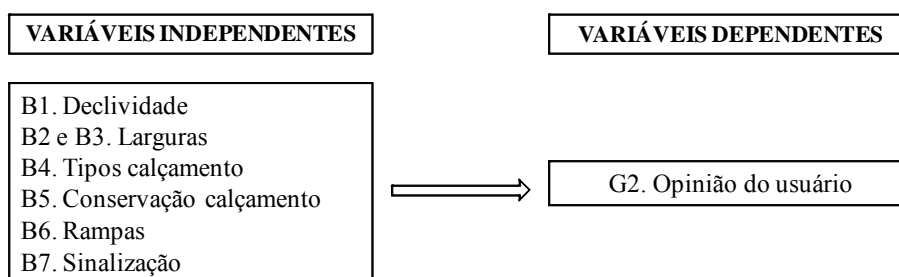 VARIÁVEIS INDEPENDENTES
VARIÁVEIS DEPENDENTES
B1. Declividade
B2 e B3. Larguras
B4. Tipos calçamento
B5. Conservação calçamento
B6. Rampas
B7. Sinalização
G2. Opinião do usuário